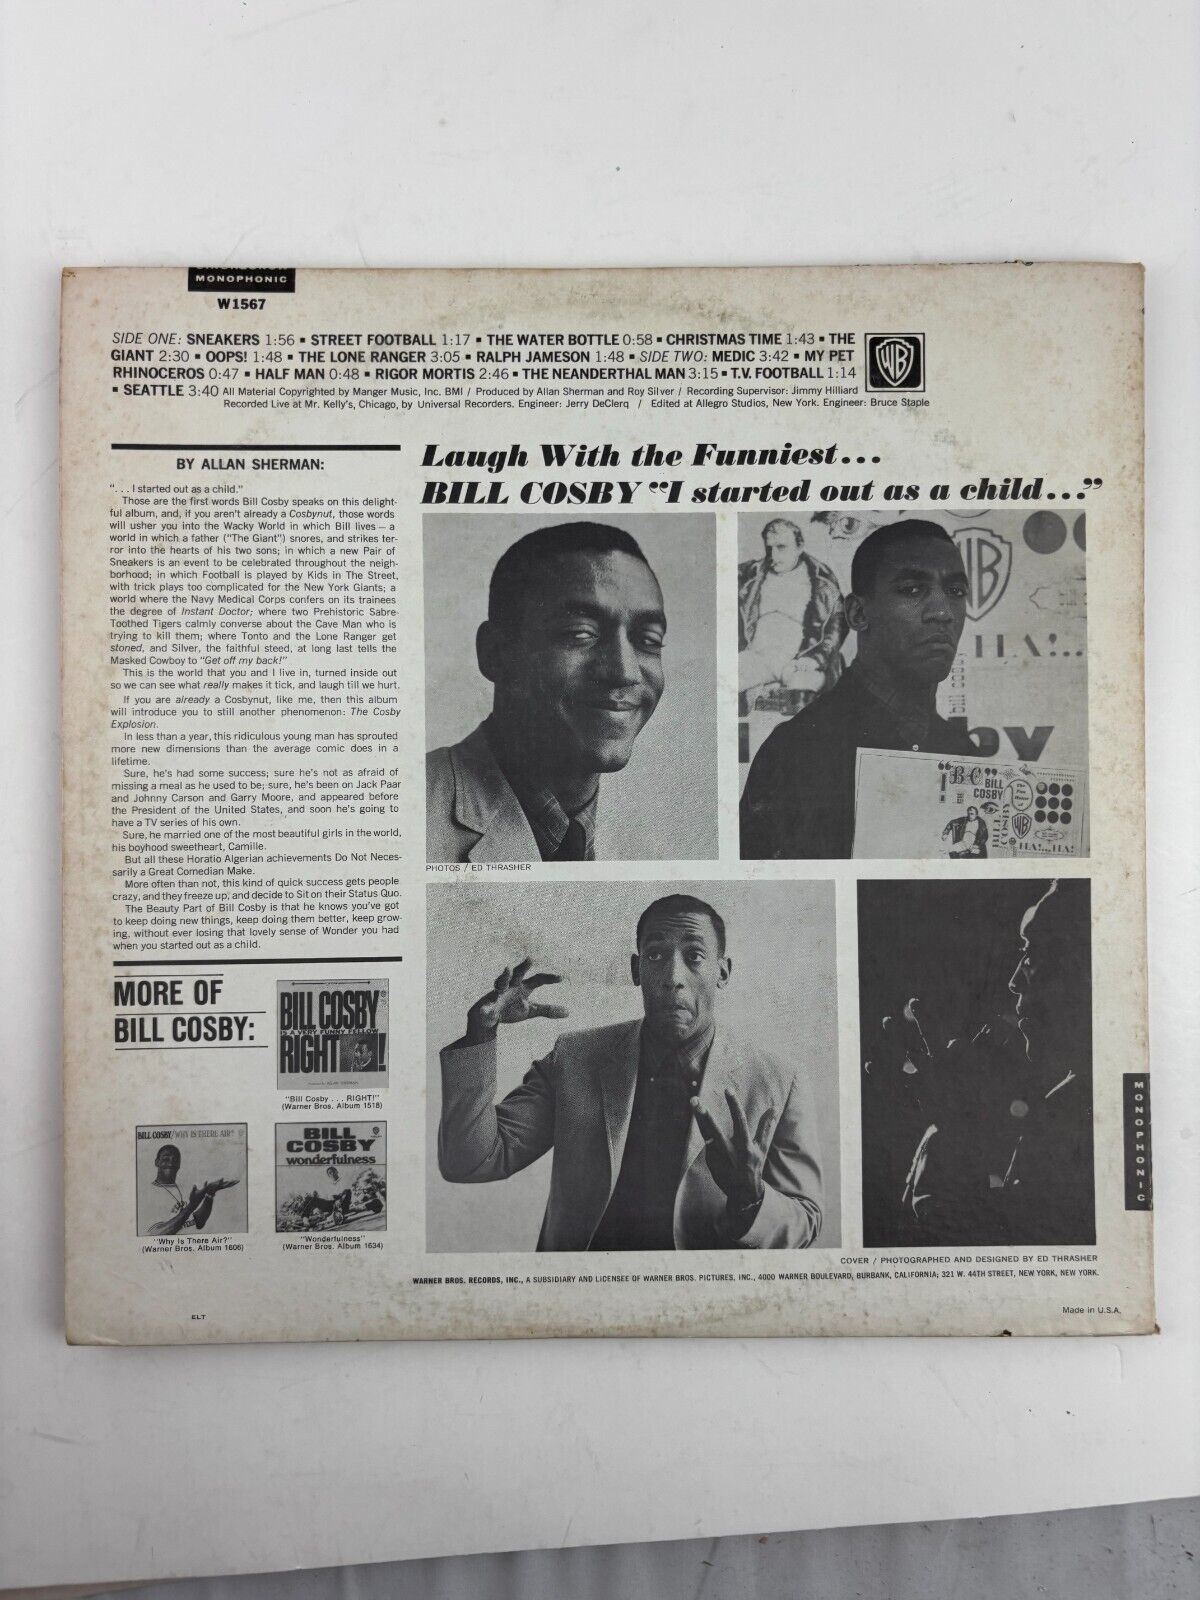 MONOPHONIC
W1567
SIDE ONE: SNEAKERS 1:56 ▪ STREET FOOTBALL 1:17 ▪ THE WATER BOTTLE 0:58 ▪ CHRISTMAS TIME 1:43 ▪ THE
GIANT 2:30 ▪ OOPS! 1:48 ▪ THE LONE RANGER 3:05 ▪ RALPH JAMESON 1:48 ▪ SIDE TWO: MEDIC 3:42 ▪ MY PET
RHINOCEROS 0:47 ▪ HALF MAN 0:48 ▪ RIGOR MORTIS 2:46 ▪ THE NEANDERTHAL MAN 3:15 ▪ T.V. FOOTBALL 1:14
▪ SEATTLE 3:40 All Material Copyrighted by Manger Music, Inc. BMI / Produced by Allan Sherman and Roy Silver / Recording Supervisor: Jimmy Hilliard
Recorded Live at Mr. Kelly's, Chicago, by Universal Recorders. Engineer: Jerry DeClerq / Edited at Allegro Studios, New York. Engineer: Bruce Staple
WB
BY ALLAN SHERMAN:
". . . I started out as a child."
Those are the first words Bill Cosby speaks on this delight-
ful album, and, if you aren't already a Cosbynut, those words
will usher you into the Wacky World in which Bill lives – a
world in which a father ("The Giant") snores, and strikes ter-
ror into the hearts of his two sons; in which a new Pair of
Sneakers is an event to be celebrated throughout the neigh-
borhood; in which Football is played by Kids in The Street,
with trick plays too complicated for the New York Giants; a
world where the Navy Medical Corps confers on its trainees
the degree of Instant Doctor; where two Prehistoric Sabre-
Toothed Tigers calmly converse about the Cave Man who is
trying to kill them; where Tonto and the Lone Ranger get
stoned, and Silver, the faithful steed, at long last tells the
Masked Cowboy to "Get off my back!"
This is the world that you and I live in, turned inside out
so we can see what really makes it tick, and laugh till we hurt.
If you are already a Cosbynut, like me, then this album
will introduce you to still another phenomenon: The Cosby
Explosion.
In less than a year, this ridiculous young man has sprouted
more new dimensions than the average comic does in a
lifetime.
Sure, he's had some success; sure he's not as afraid of
missing a meal as he used to be; sure, he's been on Jack Paar
and Johnny Carson and Garry Moore, and appeared before
the President of the United States, and soon he's going to
have a TV series of his own.
Sure, he married one of the most beautiful girls in the world,
his boyhood sweetheart, Camille.
But all these Horatio Algerian achievements Do Not Neces-
sarily a Great Comedian Make.
More often than not, this kind of quick success gets people
crazy, and they freeze up, and decide to Sit on their Status Quo.
The Beauty Part of Bill Cosby is that he knows you've got
to keep doing new things, keep doing them better, keep grow-
ing, without ever losing that lovely sense of Wonder you had
when you started out as a child.
Laugh With the Funniest...
BILL COSBY "I started out as a child..."
WB
HA!...
bill cosby
"B·C"
BILL
COSBY
WB
HA!...HA!
PHOTOS / ED THRASHER
MORE OF
BILL COSBY:
BILL COSBY
IS A VERY FUNNY FELLOW
RIGHT!
"Bill Cosby . . . RIGHT!"
(Warner Bros. Album 1518)
BILL COSBY/WHY IS THERE AIR?
"Why Is There Air?"
(Warner Bros. Album 1606)
BILL
COSBY
wonderfulness
"Wonderfulness"
(Warner Bros. Album 1634)
MONOPHONIC
COVER / PHOTOGRAPHED AND DESIGNED BY ED THRASHER
WARNER BROS. RECORDS, INC., A SUBSIDIARY AND LICENSEE OF WARNER BROS. PICTURES, INC., 4000 WARNER BOULEVARD, BURBANK, CALIFORNIA; 321 W. 44TH STREET, NEW YORK, NEW YORK.
ELT
Made in U.S.A.